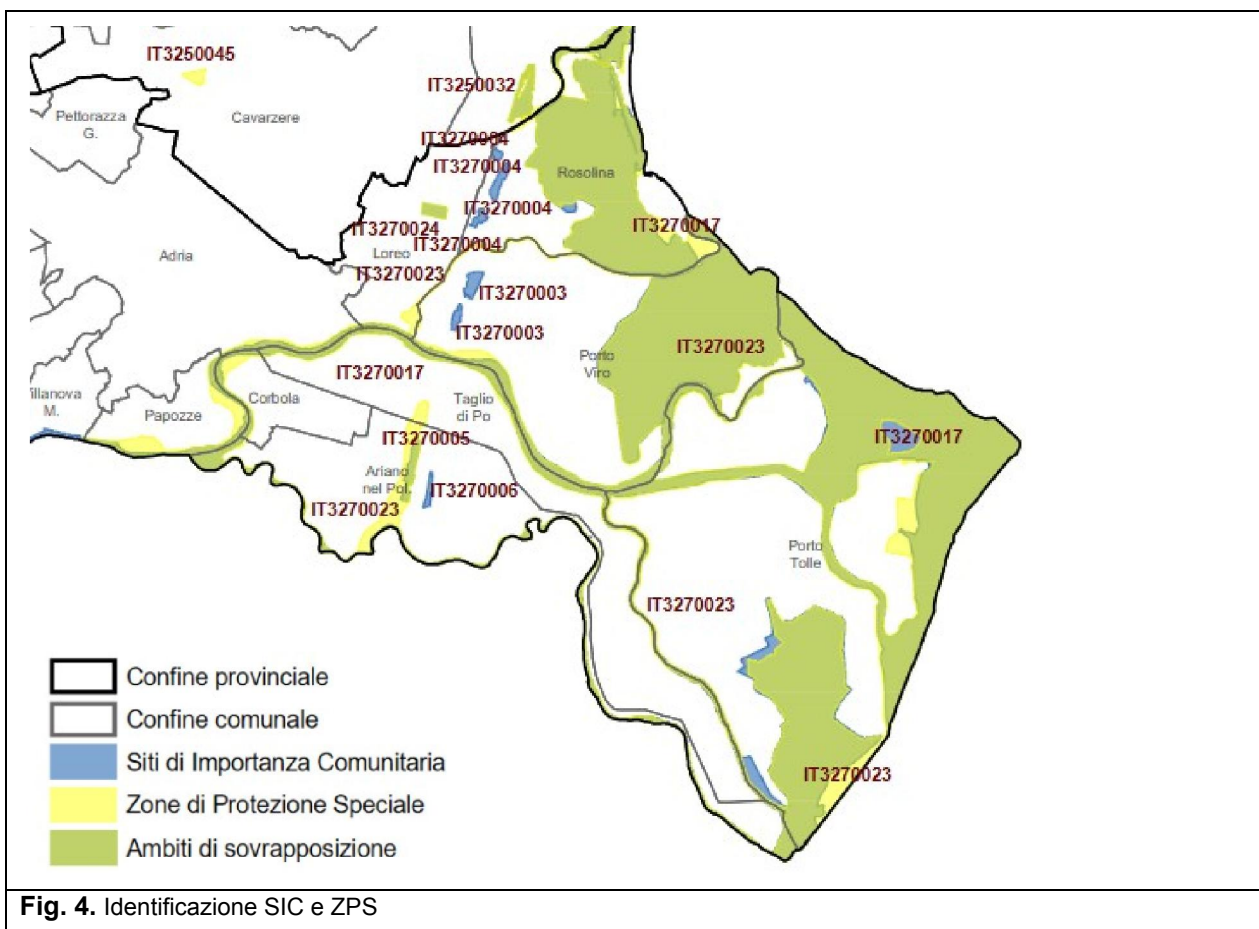 IT3250045
IT3250032
Pettorazza
G.
Cavarzere
IT3270004
IT3270004
Rosolina
IT3270004
IT3270024
IT3270017
IT3270004
Adria
Loreo
IT3270023
IT3270003
IT3270003
IT3270023
Porto
Viro
IT3270017
illanova
M.
Corbola
Papozze
Taglio
di Po
IT3270005
IT3270017
Ariano
nel Pol.
IT3270006
IT3270023
Porto
Tolle
IT3270023
IT3270023
Confine provinciale
Confine comunale
Siti di Importanza Comunitaria
Zone di Protezione Speciale
Ambiti di sovrapposizione
Fig. 4. Identificazione SIC e ZPS